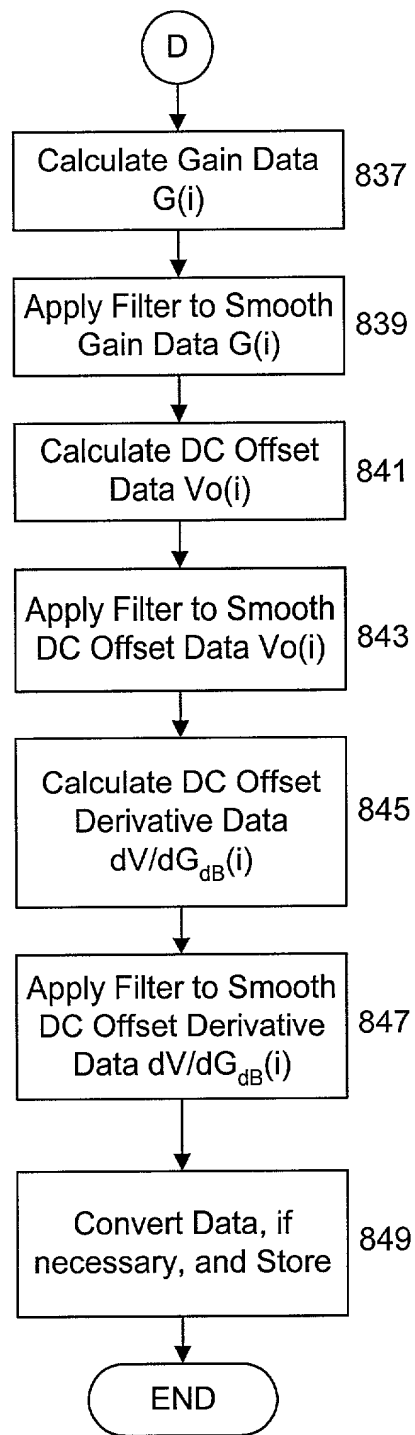 D
Calculate Gain Data
G(i)
837
Apply Filter to Smooth
Gain Data G(i)
839
Calculate DC Offset
Data Vo(i)
841
Apply Filter to Smooth
DC Offset Data Vo(i)
843
Calculate DC Offset
Derivative Data
dV/dGdB(i)
845
Apply Filter to Smooth
DC Offset Derivative
Data dV/dGdB(i)
847
Convert Data, if
necessary, and Store
849
END